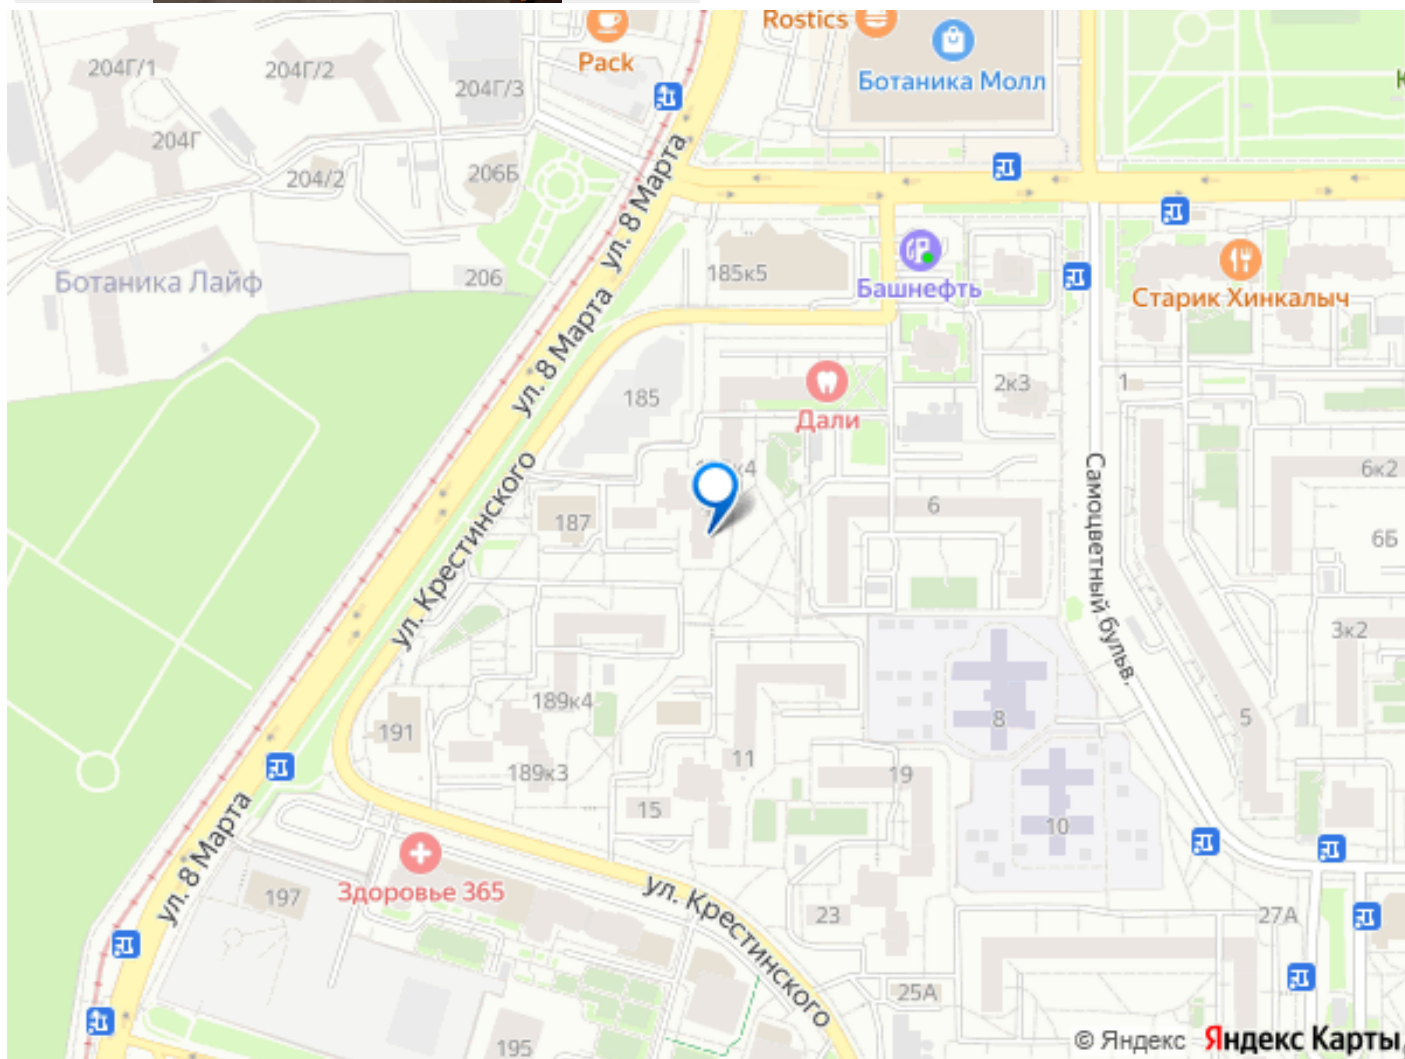 Rostics
Pack
Ботаника Молл
204Г/1
204Г/2
204Г/3
204Г
204/2
206Б
ул. 8 Марта
185к5
Башнефть
Старик Хинкалыч
Ботаника Лайф
206
ул. 8 Марта
185
Дали
2к3
1
6к2
6
6Б
187
ул. Крестинского
Самоцветный бульв.
3к2
189к4
191
189к3
11
8
5
19
15
10
ул. 8 Марта
Здоровье 365
197
ул. Крестинского
23
27А
25А
195
© Яндекс Яндекс Карты